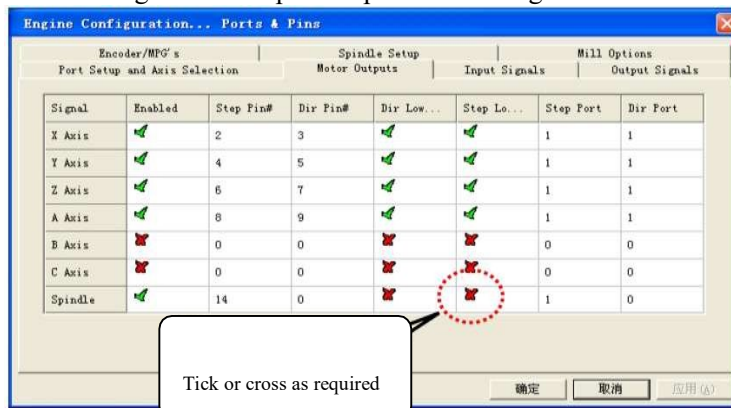 Engine Configuration... Ports & Pins
Encoder/MPG's Spindle Setup Mill Options
Port Setup and Axis Selection Motor Outputs Input Signals Output Signals
Signal Enabled Step Pin# Dir Pin# Dir Low... Step Lo... Step Port Dir Port
X Axis 2 3 1 1
Y Axis 4 5 1 1
Z Axis 6 7 1 1
A Axis 8 9 1 1
B Axis 0 0 0 0
C Axis 0 0 0 0
Spindle 14 0 1 0
Tick or cross as required
确定 取消 应用(A)